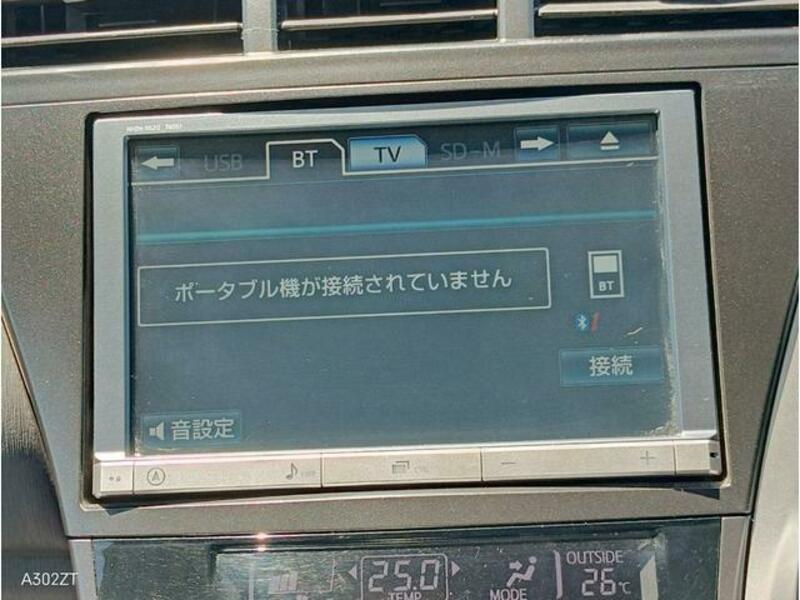 USB BT TV SD-M
ポータブル機が接続されていません
BT
接続
音設定
A
25.0
TEMP
MODE
OUTSIDE
26℃
A302ZT